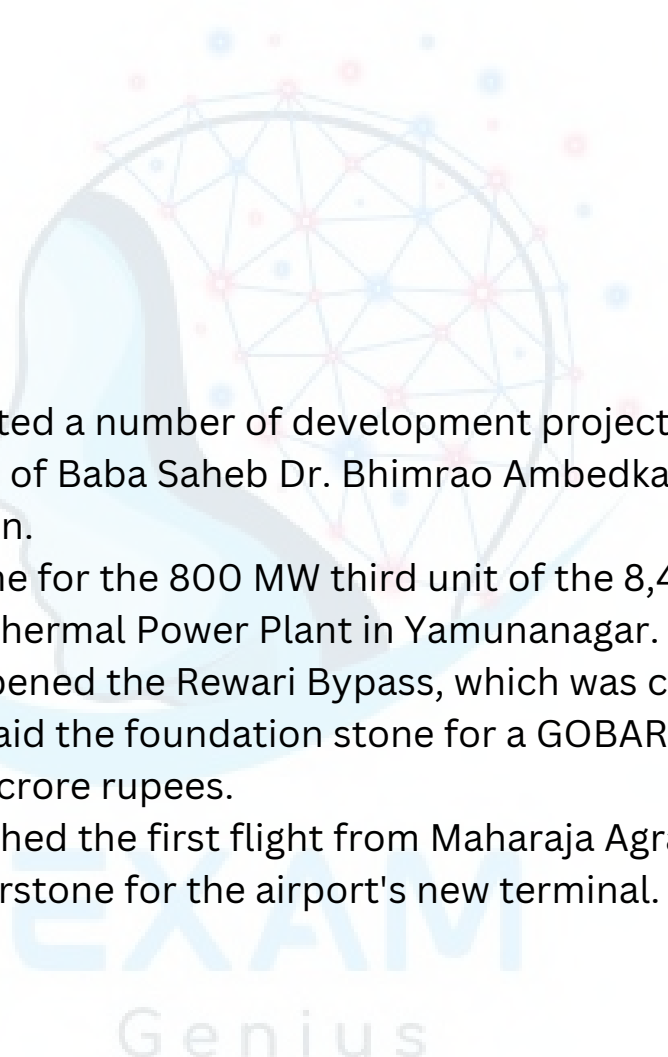 ted a number of development project
of Baba Saheb Dr. Bhimrao Ambedka
n.
ne for the 800 MW third unit of the 8,4
hermal Power Plant in Yamunanagar.
pened the Rewari Bypass, which was c
aid the foundation stone for a GOBAR
crore rupees.
hed the first flight from Maharaja Agra
rstone for the airport's new terminal.
EXAM
Genius